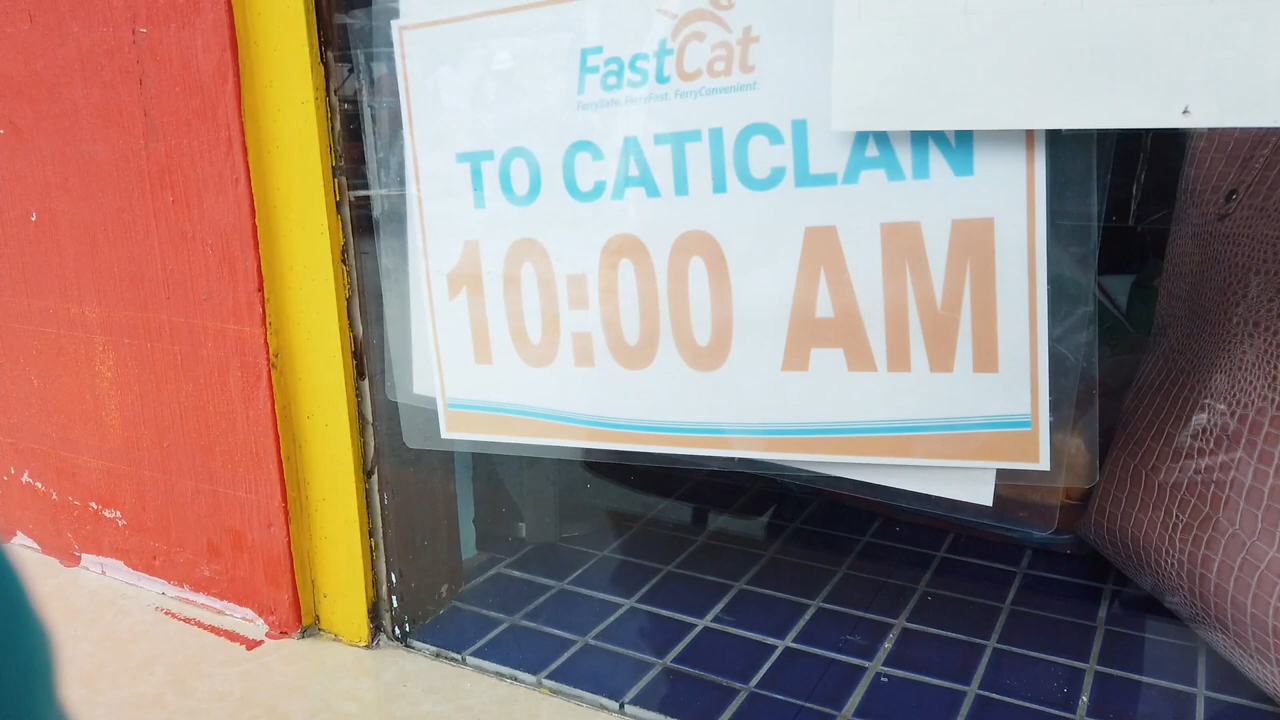 FastCat
FerrySafe. FerryFast. FerryConvenient.
TO CATICLAN
10:00 AM